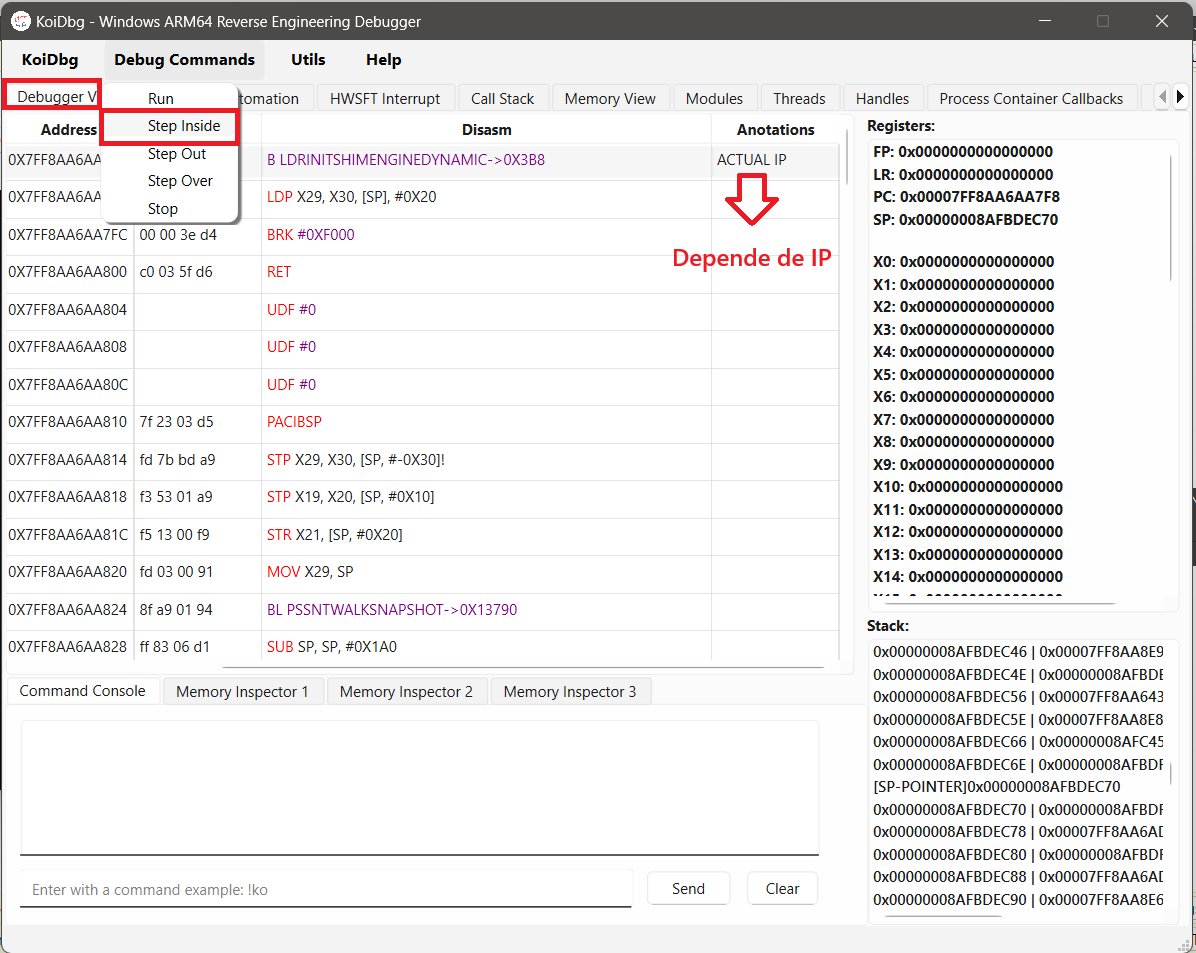 KoiDbg - Windows ARM64 Reverse Engineering Debugger
KoiDbg Debug Commands Utils Help
Debugger V
Run
Step Inside
Step Out
Step Over
Stop
tomation HWSFT Interrupt Call Stack Memory View Modules Threads Handles Process Container Callbacks
Address Disasm Anotations
0X7FF8AA6AA B LDRINITSHIMENGINEDYNAMIC->0X3B8 ACTUAL IP
0X7FF8AA6AA LDP X29, X30, [SP], #0X20
0X7FF8AA6AA7FC 00 00 3e d4 BRK #0XF000
Depende de IP
0X7FF8AA6AA800 c0 03 5f d6 RET
0X7FF8AA6AA804 UDF #0
0X7FF8AA6AA808 UDF #0
0X7FF8AA6AA80C UDF #0
0X7FF8AA6AA810 7f 23 03 d5 PACIBSP
0X7FF8AA6AA814 fd 7b bd a9 STP X29, X30, [SP, #-0X30]!
0X7FF8AA6AA818 f3 53 01 a9 STP X19, X20, [SP, #0X10]
0X7FF8AA6AA81C f5 13 00 f9 STR X21, [SP, #0X20]
0X7FF8AA6AA820 fd 03 00 91 MOV X29, SP
0X7FF8AA6AA824 8f a9 01 94 BL PSSNTWALKSNAPSHOT->0X13790
0X7FF8AA6AA828 ff 83 06 d1 SUB SP, SP, #0X1A0
Registers:
FP: 0x0000000000000000
LR: 0x0000000000000000
PC: 0x00007FF8AA6AA7F8
SP: 0x00000008AFBDEC70
X0: 0x0000000000000000
X1: 0x0000000000000000
X2: 0x0000000000000000
X3: 0x0000000000000000
X4: 0x0000000000000000
X5: 0x0000000000000000
X6: 0x0000000000000000
X7: 0x0000000000000000
X8: 0x0000000000000000
X9: 0x0000000000000000
X10: 0x0000000000000000
X11: 0x0000000000000000
X12: 0x0000000000000000
X13: 0x0000000000000000
X14: 0x0000000000000000
Stack:
0x00000008AFBDEC46 | 0x00007FF8AA8E9
0x00000008AFBDEC4E | 0x00000008AFBDE
0x00000008AFBDEC56 | 0x00007FF8AA643
0x00000008AFBDEC5E | 0x00007FF8AA8E8
0x00000008AFBDEC66 | 0x00000008AFC45
0x00000008AFBDEC6E | 0x00000008AFBDF
[SP-POINTER]0x00000008AFBDEC70
0x00000008AFBDEC70 | 0x00000008AFBDF
0x00000008AFBDEC78 | 0x00007FF8AA6AD
0x00000008AFBDEC80 | 0x00000008AFBDF
0x00000008AFBDEC88 | 0x00007FF8AA6AD
0x00000008AFBDEC90 | 0x00007FF8AA8E6
Command Console Memory Inspector 1 Memory Inspector 2 Memory Inspector 3
Enter with a command example: !ko
Send Clear